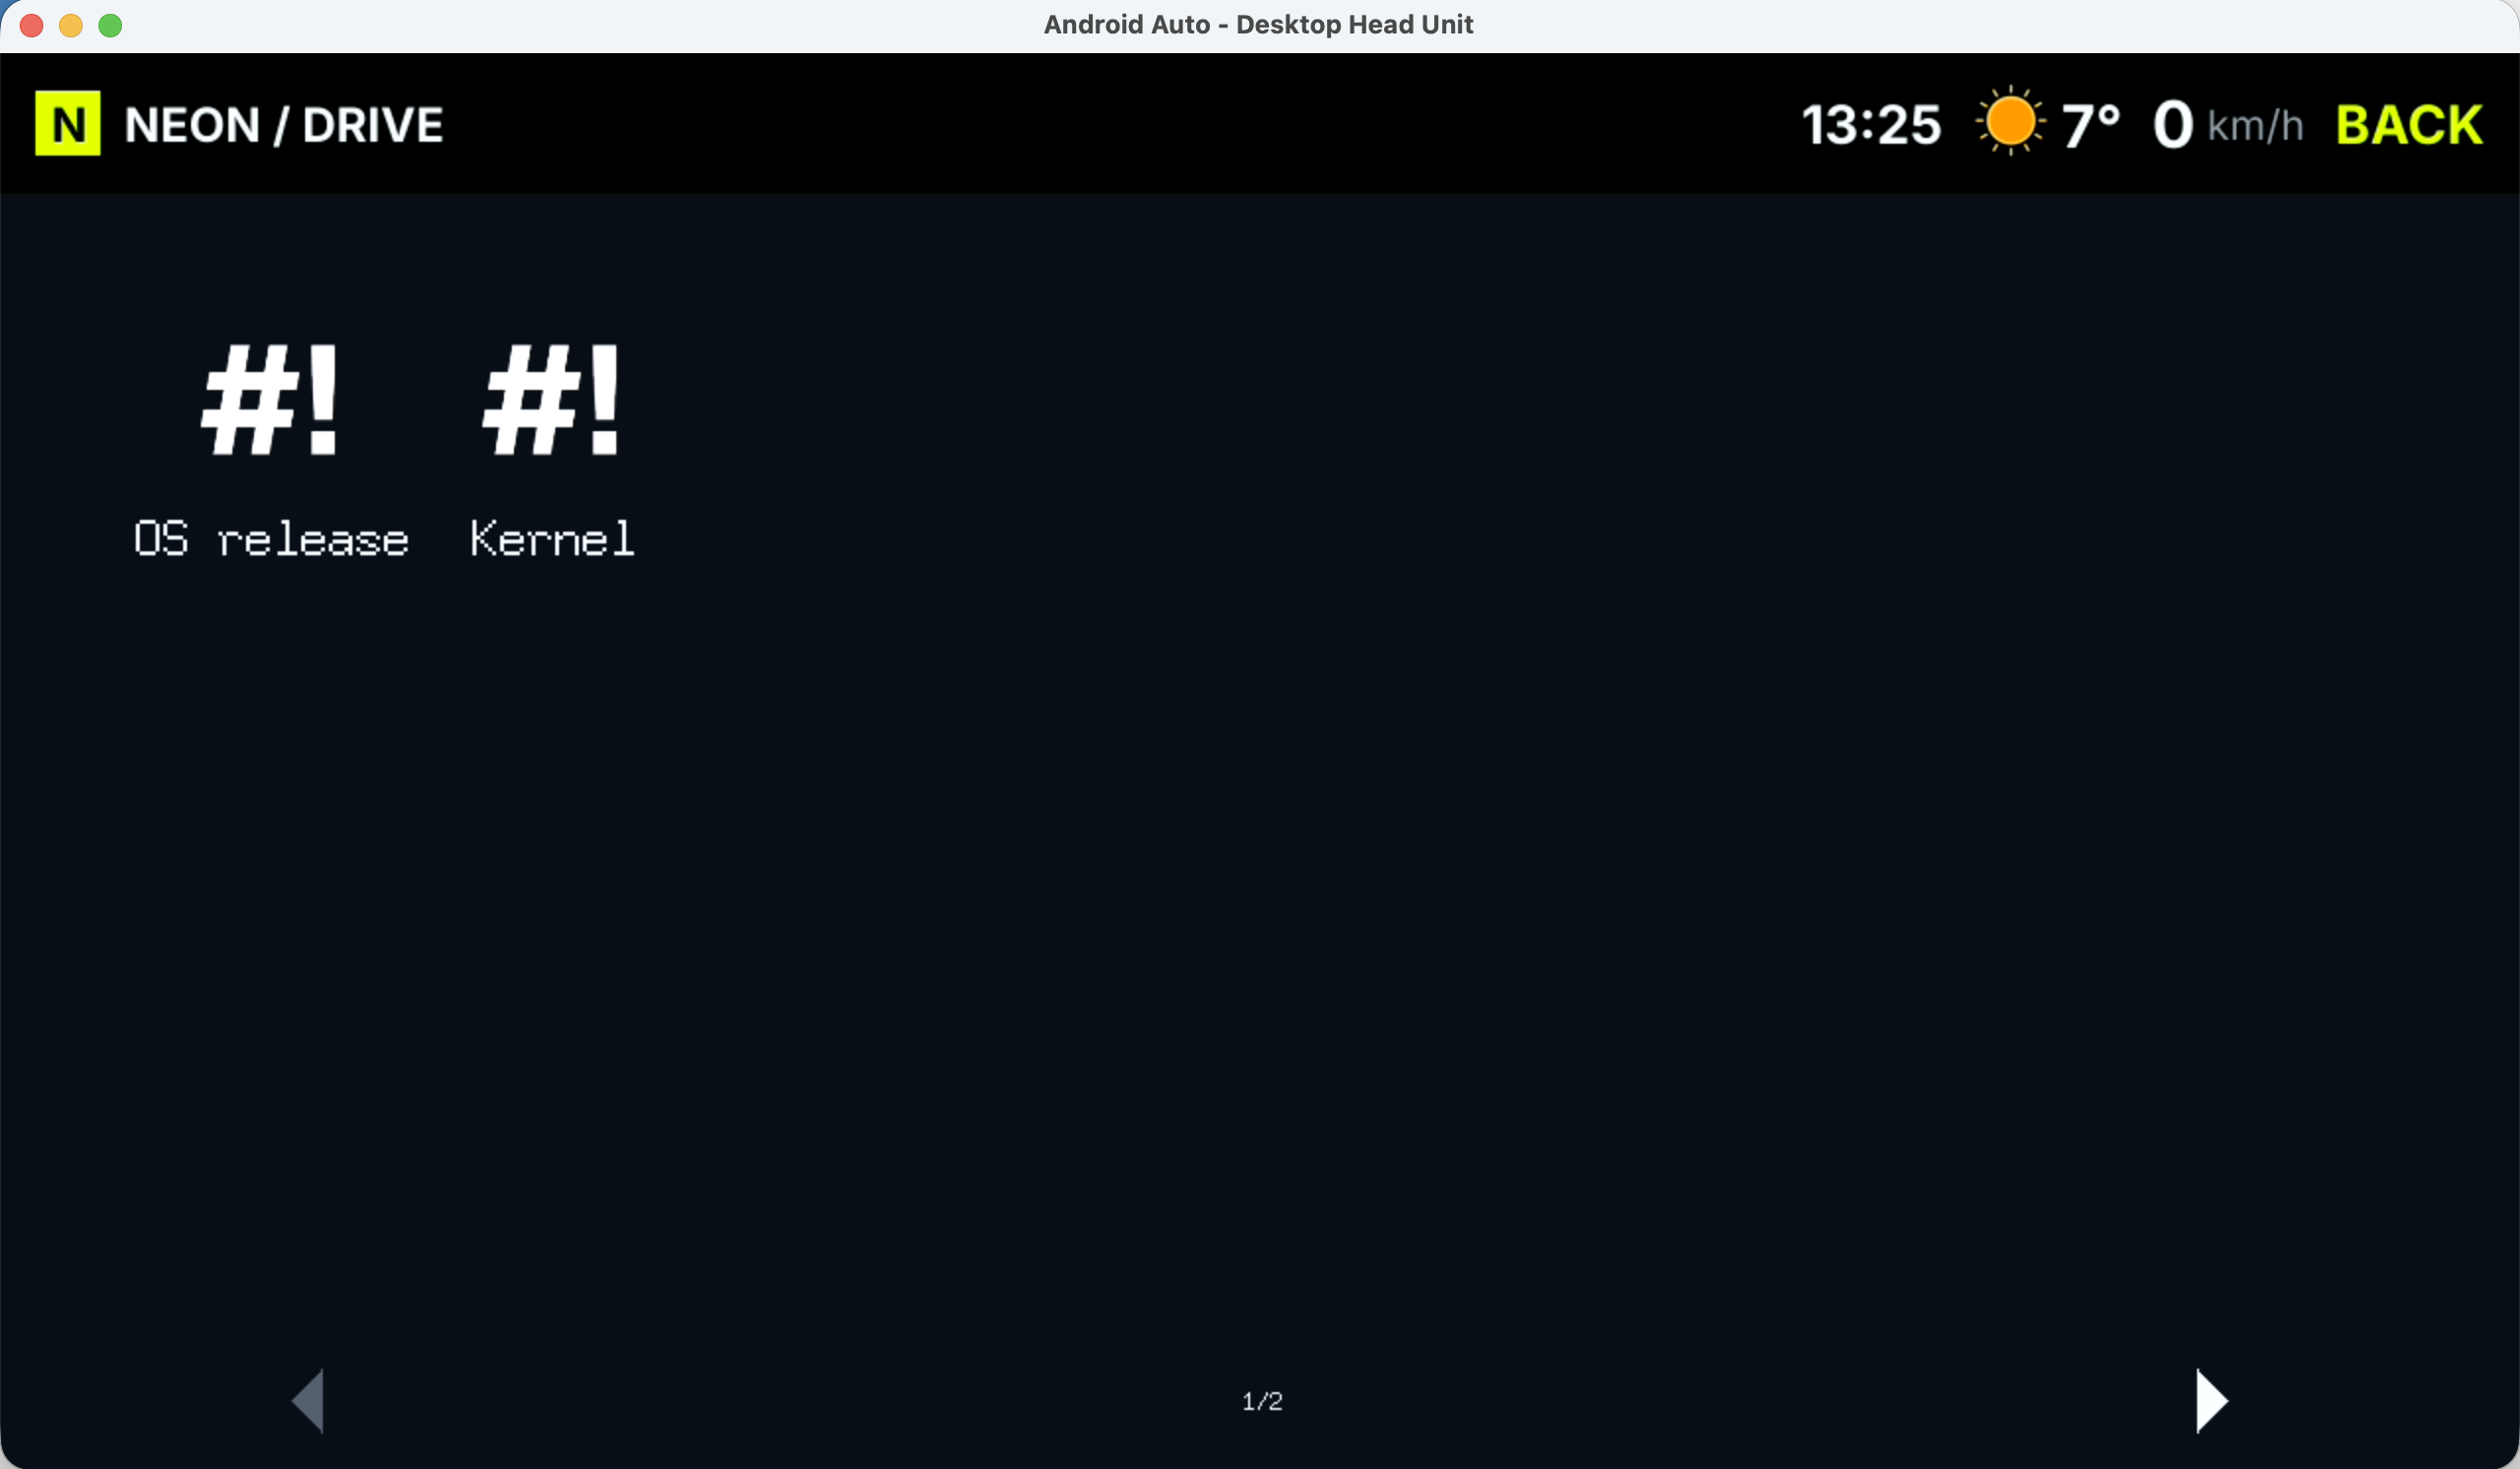 Android Auto - Desktop Head Unit
N NEON / DRIVE 13:25 7° 0 km/h BACK
#! #!
OS release Kernel
1/2